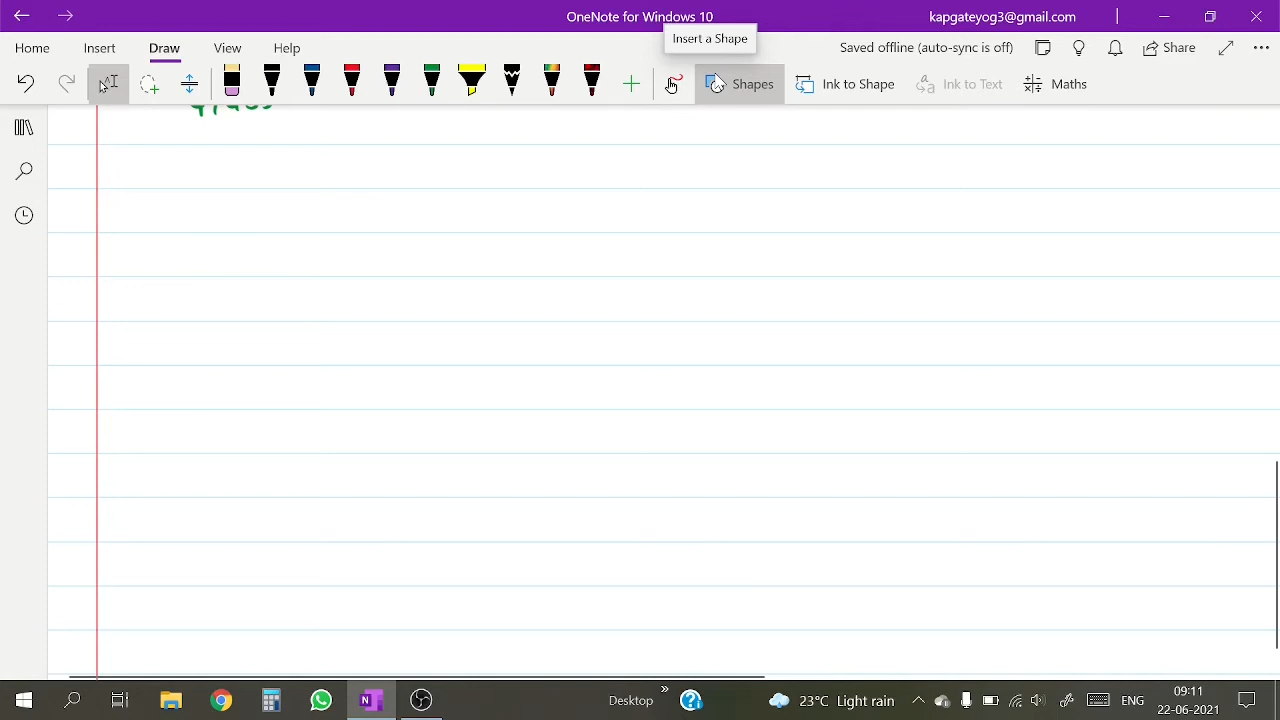 OneNote for Windows 10
kapgateyog3@gmail.com
Insert a Shape
Home
Insert
Draw
View
Help
Saved offline (auto-sync is off)
Share
Shapes
Ink to Shape
Ink to Text
Maths
Desktop
23°C Light rain
ENG
09:11
22-06-2021